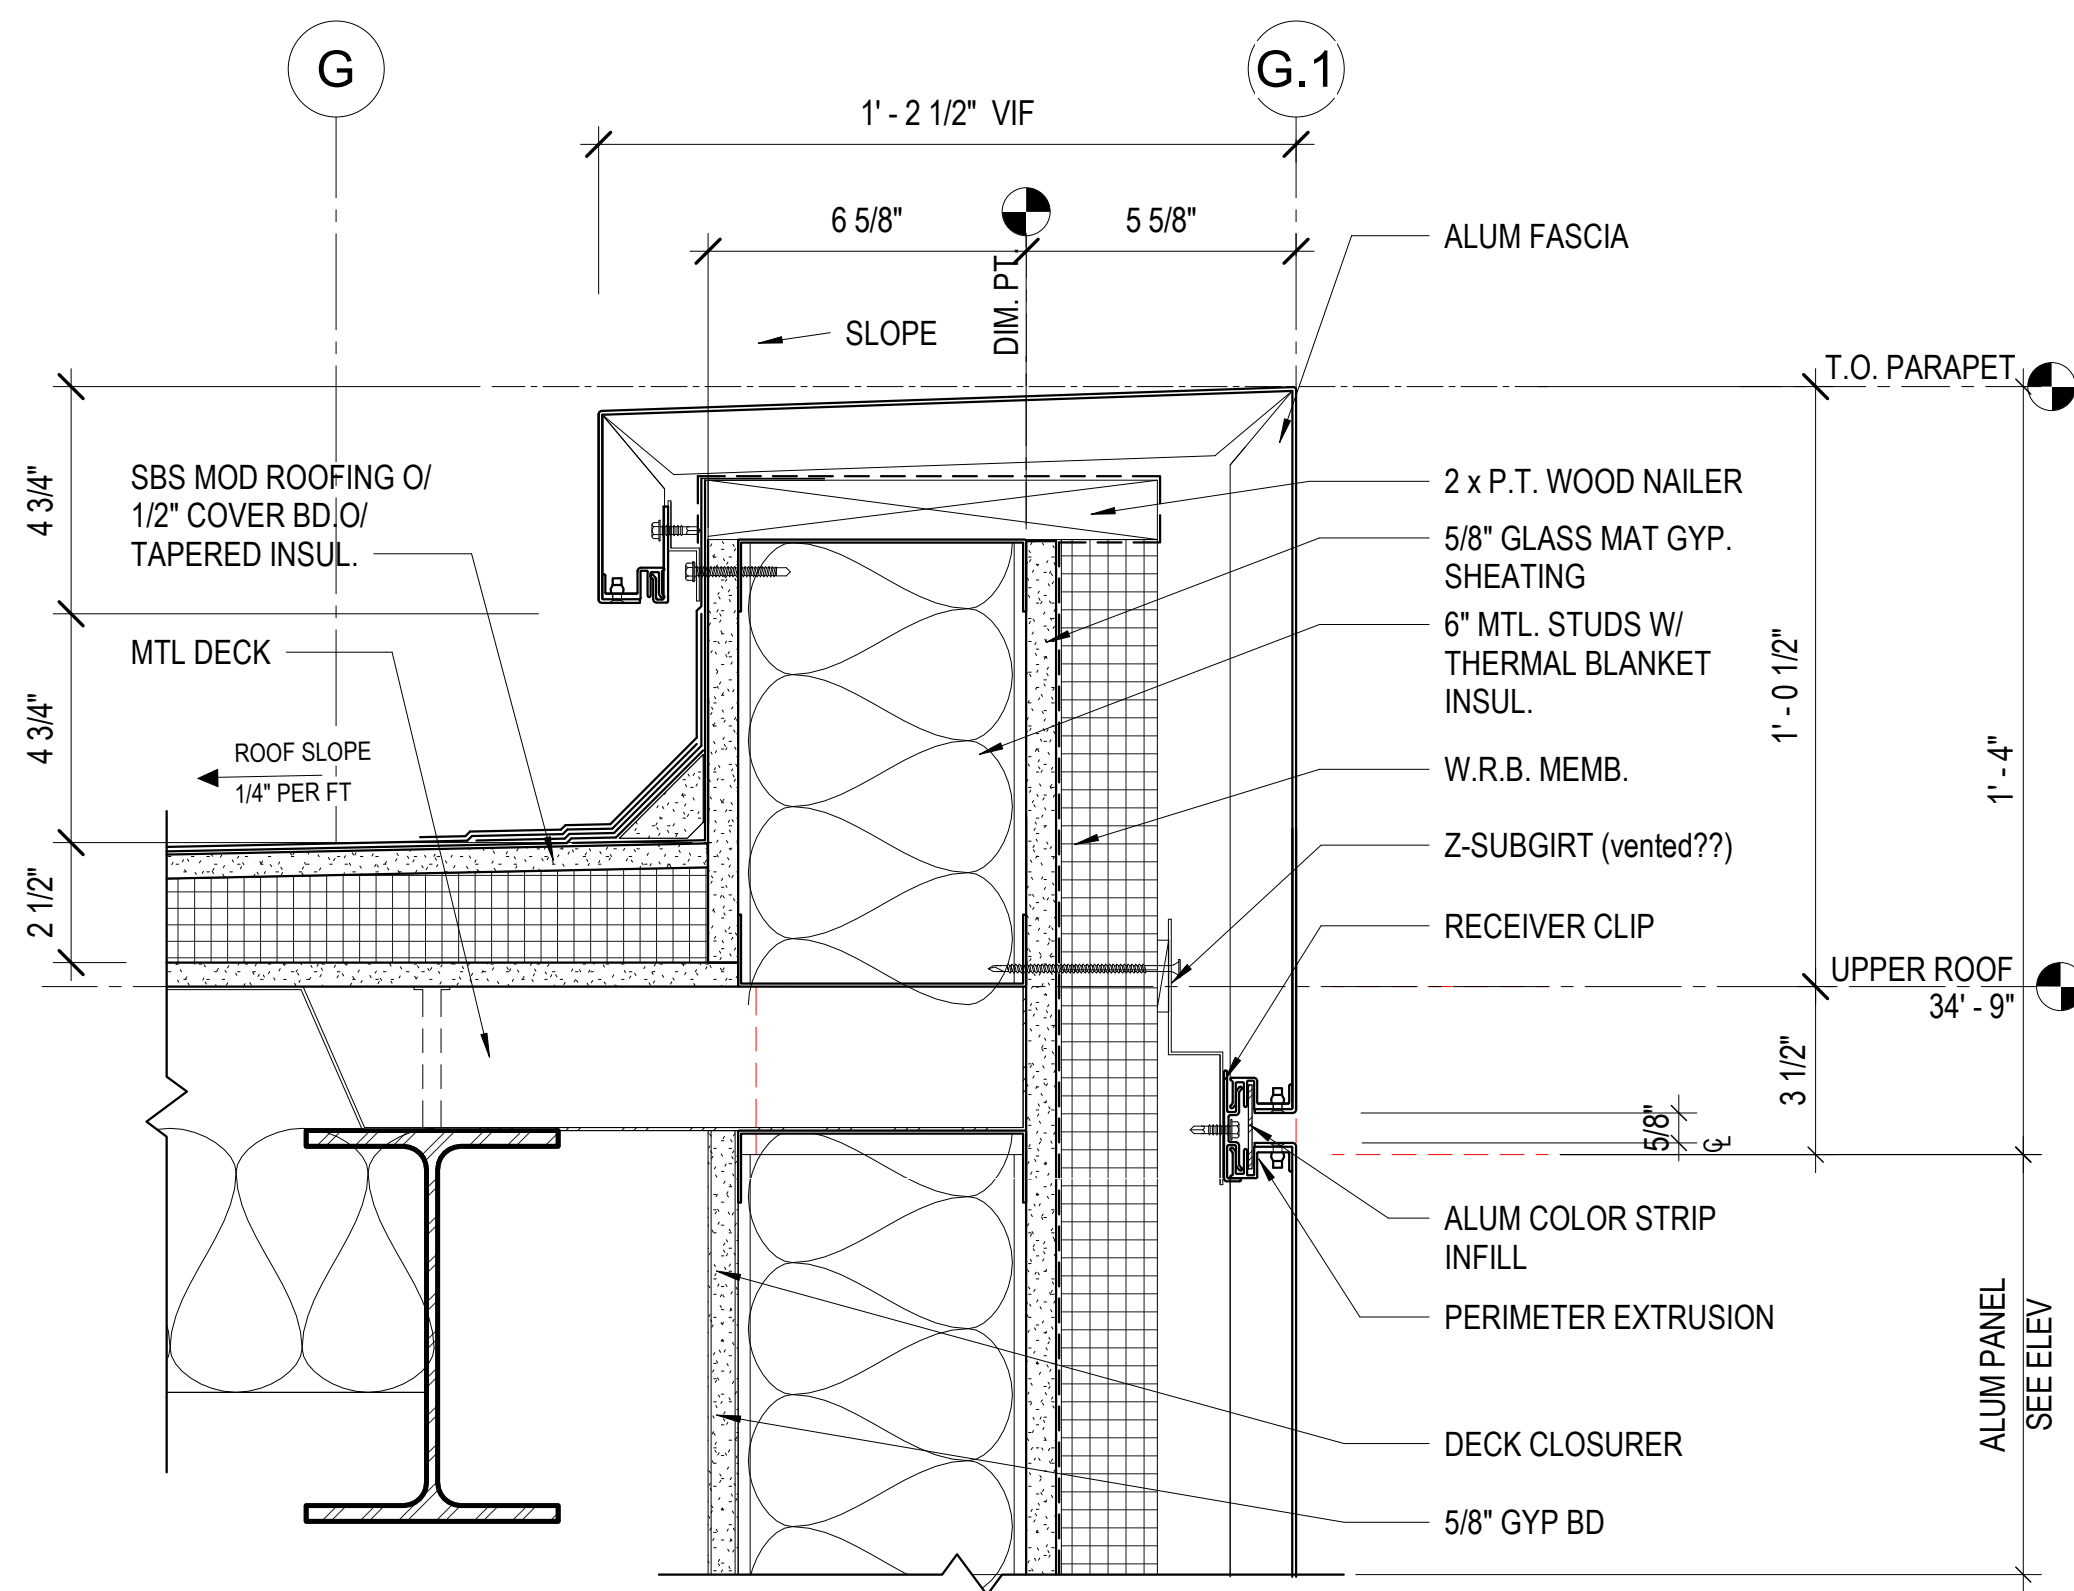 G
G.1
1' - 2 1/2" VIF
6 5/8"
5 5/8"
DIM. PT.
SLOPE
ALUM FASCIA
T.O. PARAPET
4 3/4"
SBS MOD ROOFING O/
1/2" COVER BD.O/
TAPERED INSUL.
2 x P.T. WOOD NAILER
5/8" GLASS MAT GYP.
SHEATING
6" MTL. STUDS W/
THERMAL BLANKET
INSUL.
MTL DECK
4 3/4"
ROOF SLOPE
1/4" PER FT
1' - 0 1/2"
1' - 4"
W.R.B. MEMB.
Z-SUBGIRT (vented??)
2 1/2"
RECEIVER CLIP
UPPER ROOF
34' - 9"
3 1/2"
5/8"
CL
ALUM COLOR STRIP
INFILL
PERIMETER EXTRUSION
ALUM PANEL
SEE ELEV
DECK CLOSURER
5/8" GYP BD